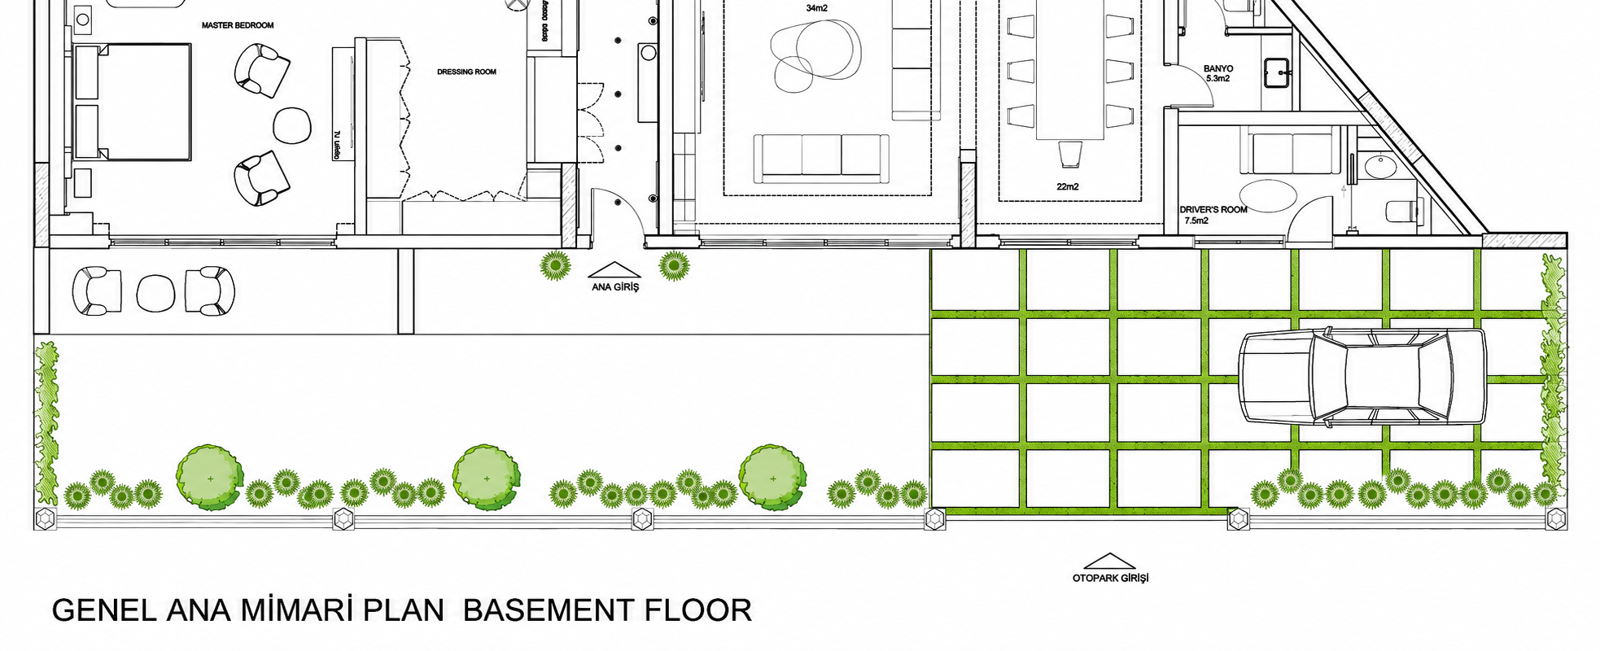 34m2
MASTER BEDROOM
DRESSING ROOM
BANYO
5.3m2
22m2
DRIVER'S ROOM
7.5m2
ANA GİRİŞ
OTOPARK GİRİŞİ
GENEL ANA MİMARİ PLAN BASEMENT FLOOR